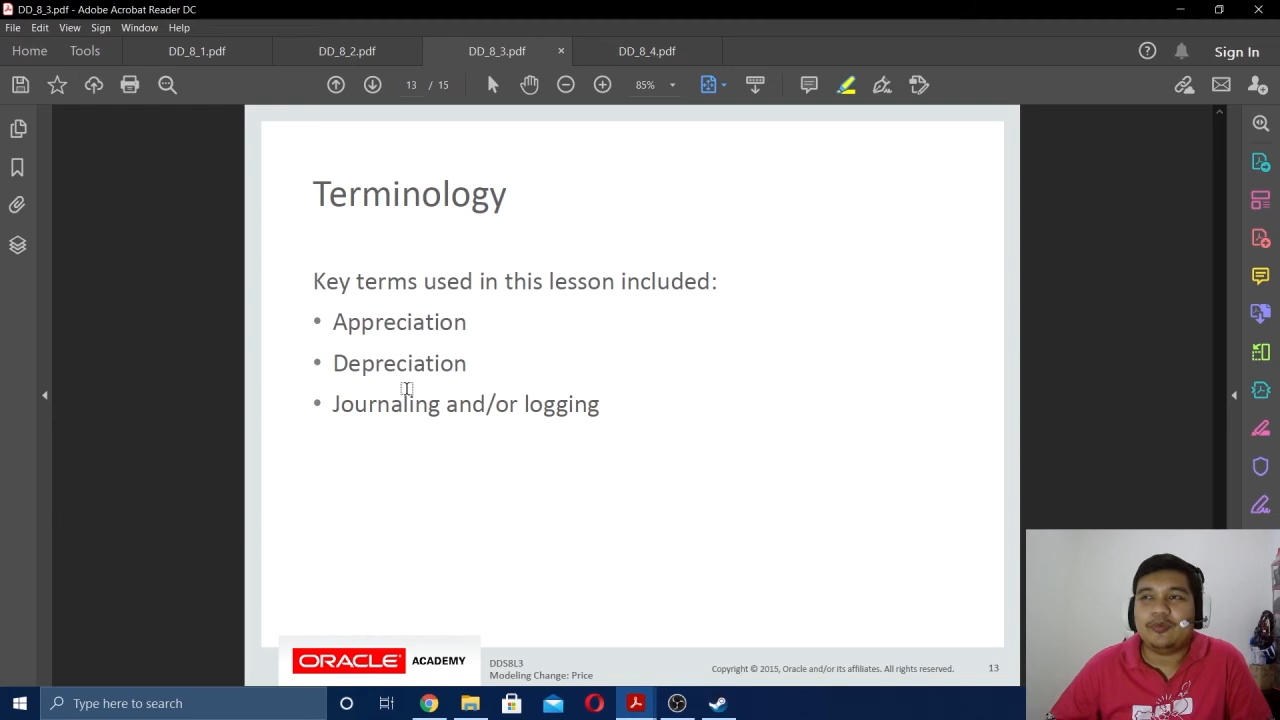 DD_8_3.pdf - Adobe Acrobat Reader DC
File Edit View Sign Window Help
Home Tools DD_8_1.pdf DD_8_2.pdf DD_8_3.pdf DD_8_4.pdf Sign In
13 / 15 85%
Terminology
Key terms used in this lesson included:
• Appreciation
• Depreciation
• Journaling and/or logging
ORACLE ACADEMY
DDS8L3
Modeling Change: Price
Copyright © 2015, Oracle and/or its affiliates. All rights reserved.
13
Type here to search